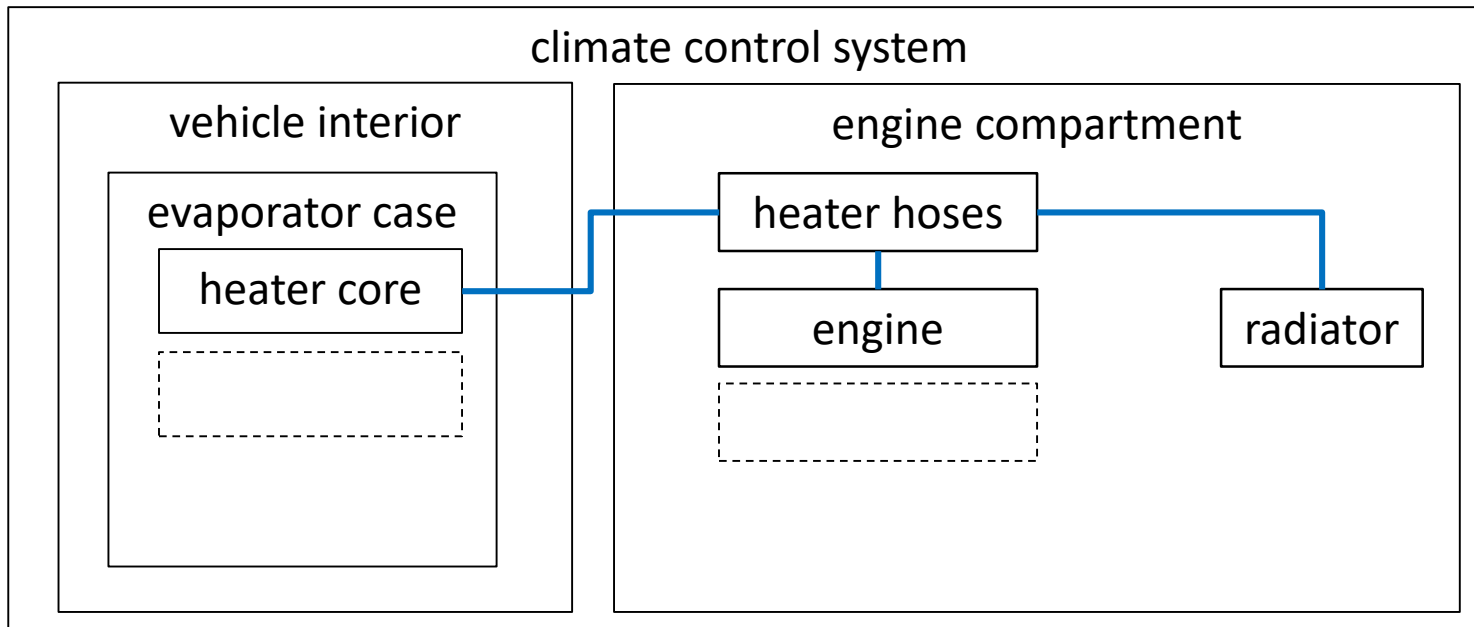 climate control system
vehicle interior
engine compartment
evaporator case
heater hoses
heater core
engine
radiator